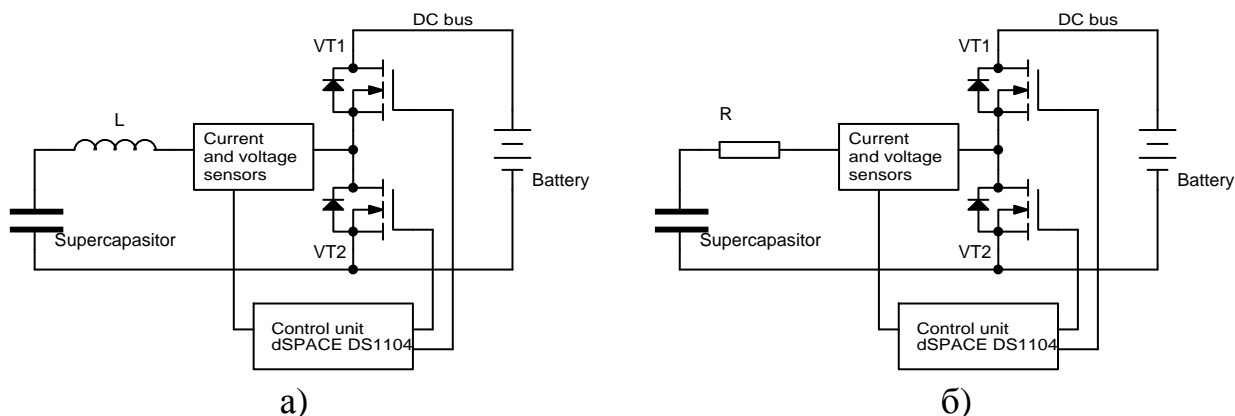 DC bus
VT1
L
Current
and voltage
sensors
Battery
Supercapasitor
VT2
Control unit
dSPACE DS1104
а)
DC bus
VT1
R
Current
and voltage
sensors
Battery
Supercapasitor
VT2
Control unit
dSPACE DS1104
б)